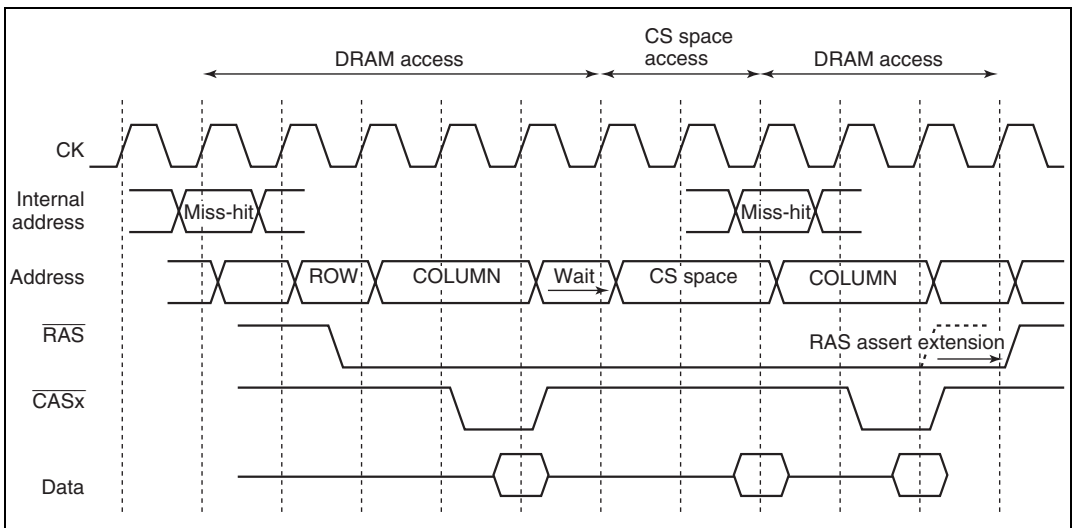 DRAM access
CS space
access
DRAM access
CK
Internal
address
Miss-hit
Miss-hit
Address
ROW
COLUMN
Wait
CS space
COLUMN
RAS
RAS assert extension
CASx
Data